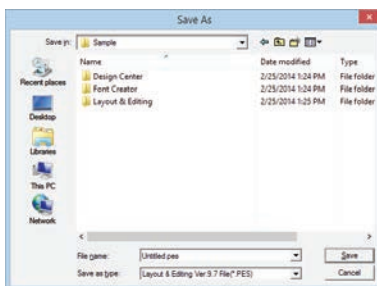 Save As
Save in: Sample
Name Date modified Type
Recent places
Design Center 2/25/2014 1:24 PM File folder
Font Creator 2/25/2014 1:24 PM File folder
Layout & Editing 2/25/2014 1:25 PM File folder
Desktop
Libraries
This PC
Network
File name: Untitled.pes Save
Save as type: Layout & Editing Ver.9.7 File(*.PES) Cancel